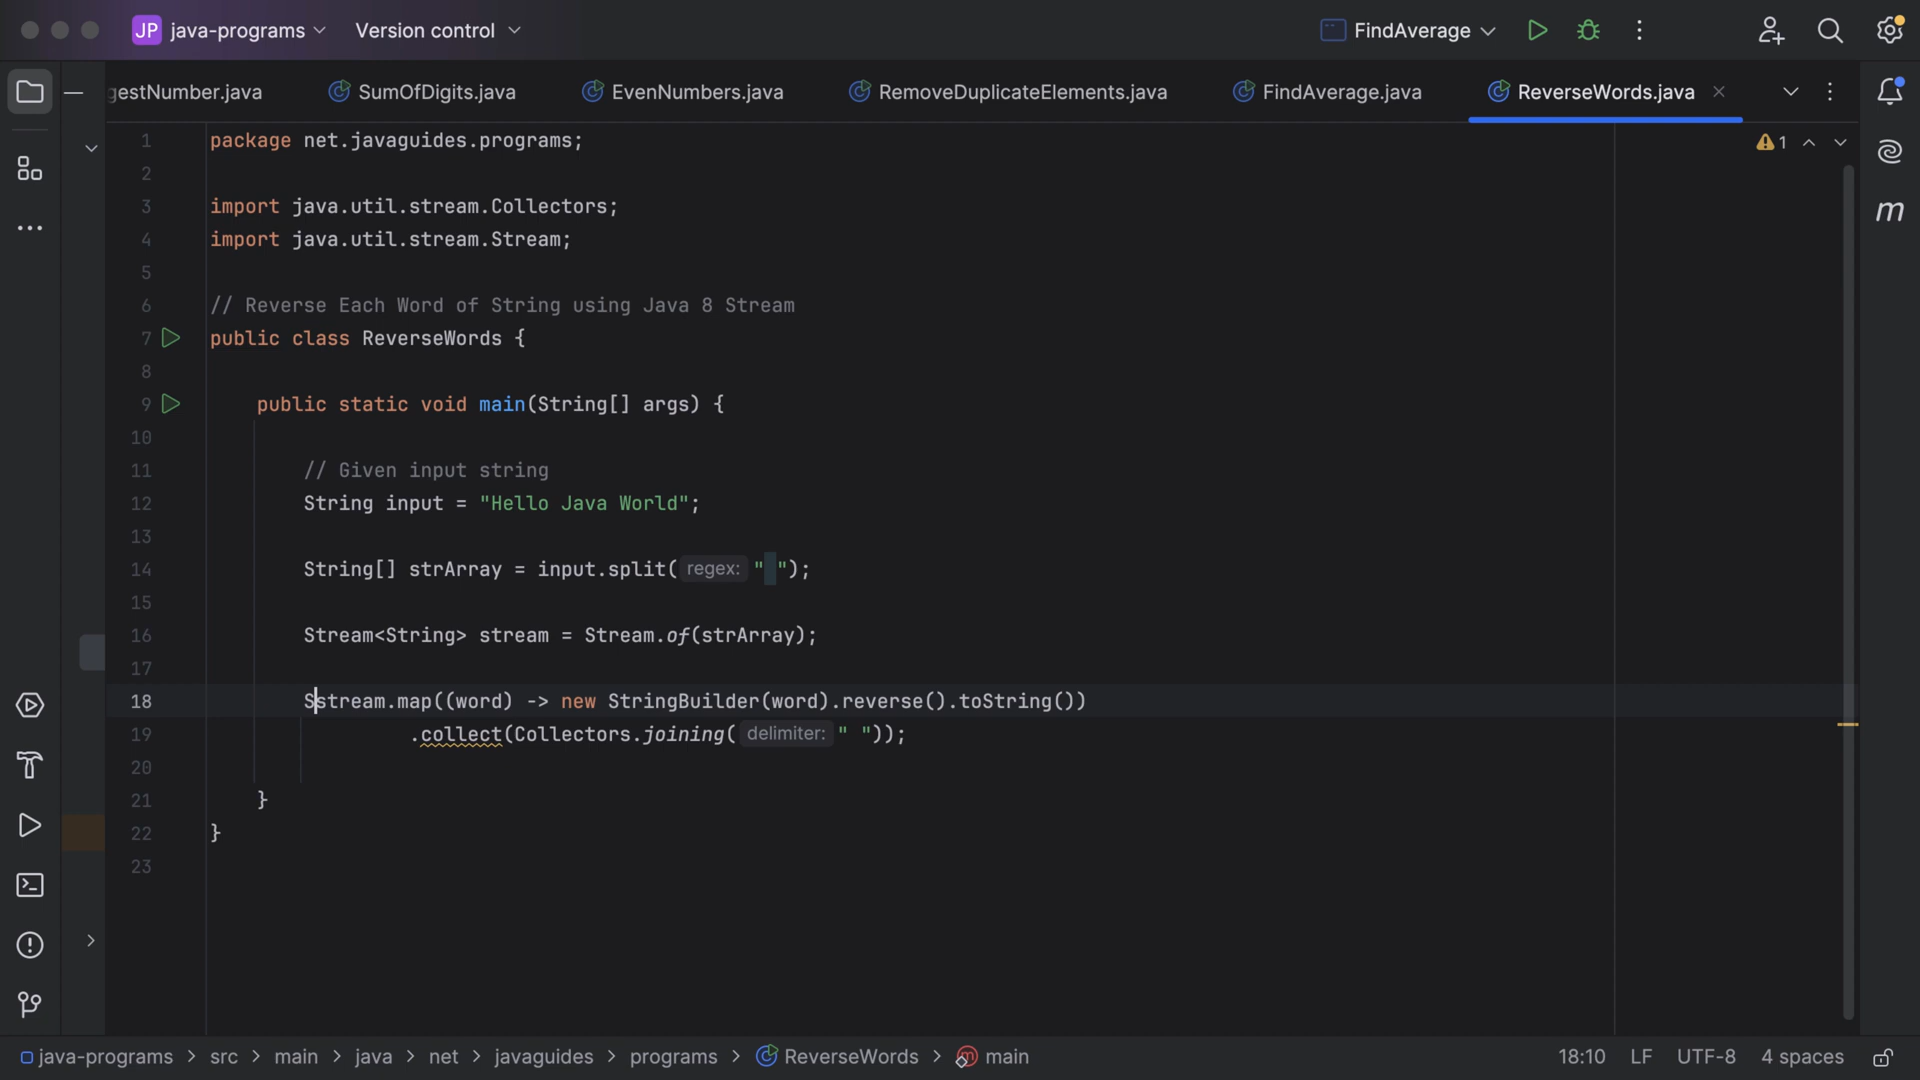 JP java-programs Version control FindAverage
gestNumber.java SumOfDigits.java EvenNumbers.java RemoveDuplicateElements.java FindAverage.java ReverseWords.java
1 package net.javaguides.programs;
2
3 import java.util.stream.Collectors;
4 import java.util.stream.Stream;
5
6 // Reverse Each Word of String using Java 8 Stream
7 public class ReverseWords {
8
9 public static void main(String[] args) {
10
11 // Given input string
12 String input = "Hello Java World";
13
14 String[] strArray = input.split( regex: " ");
15
16 Stream<String> stream = Stream.of(strArray);
17
18 Sstream.map((word) -> new StringBuilder(word).reverse().toString())
19 .collect(Collectors.joining( delimiter: " "));
20
21 }
22 }
23
1
m
java-programs > src > main > java > net > javaguides > programs > ReverseWords > main 18:10 LF UTF-8 4 spaces